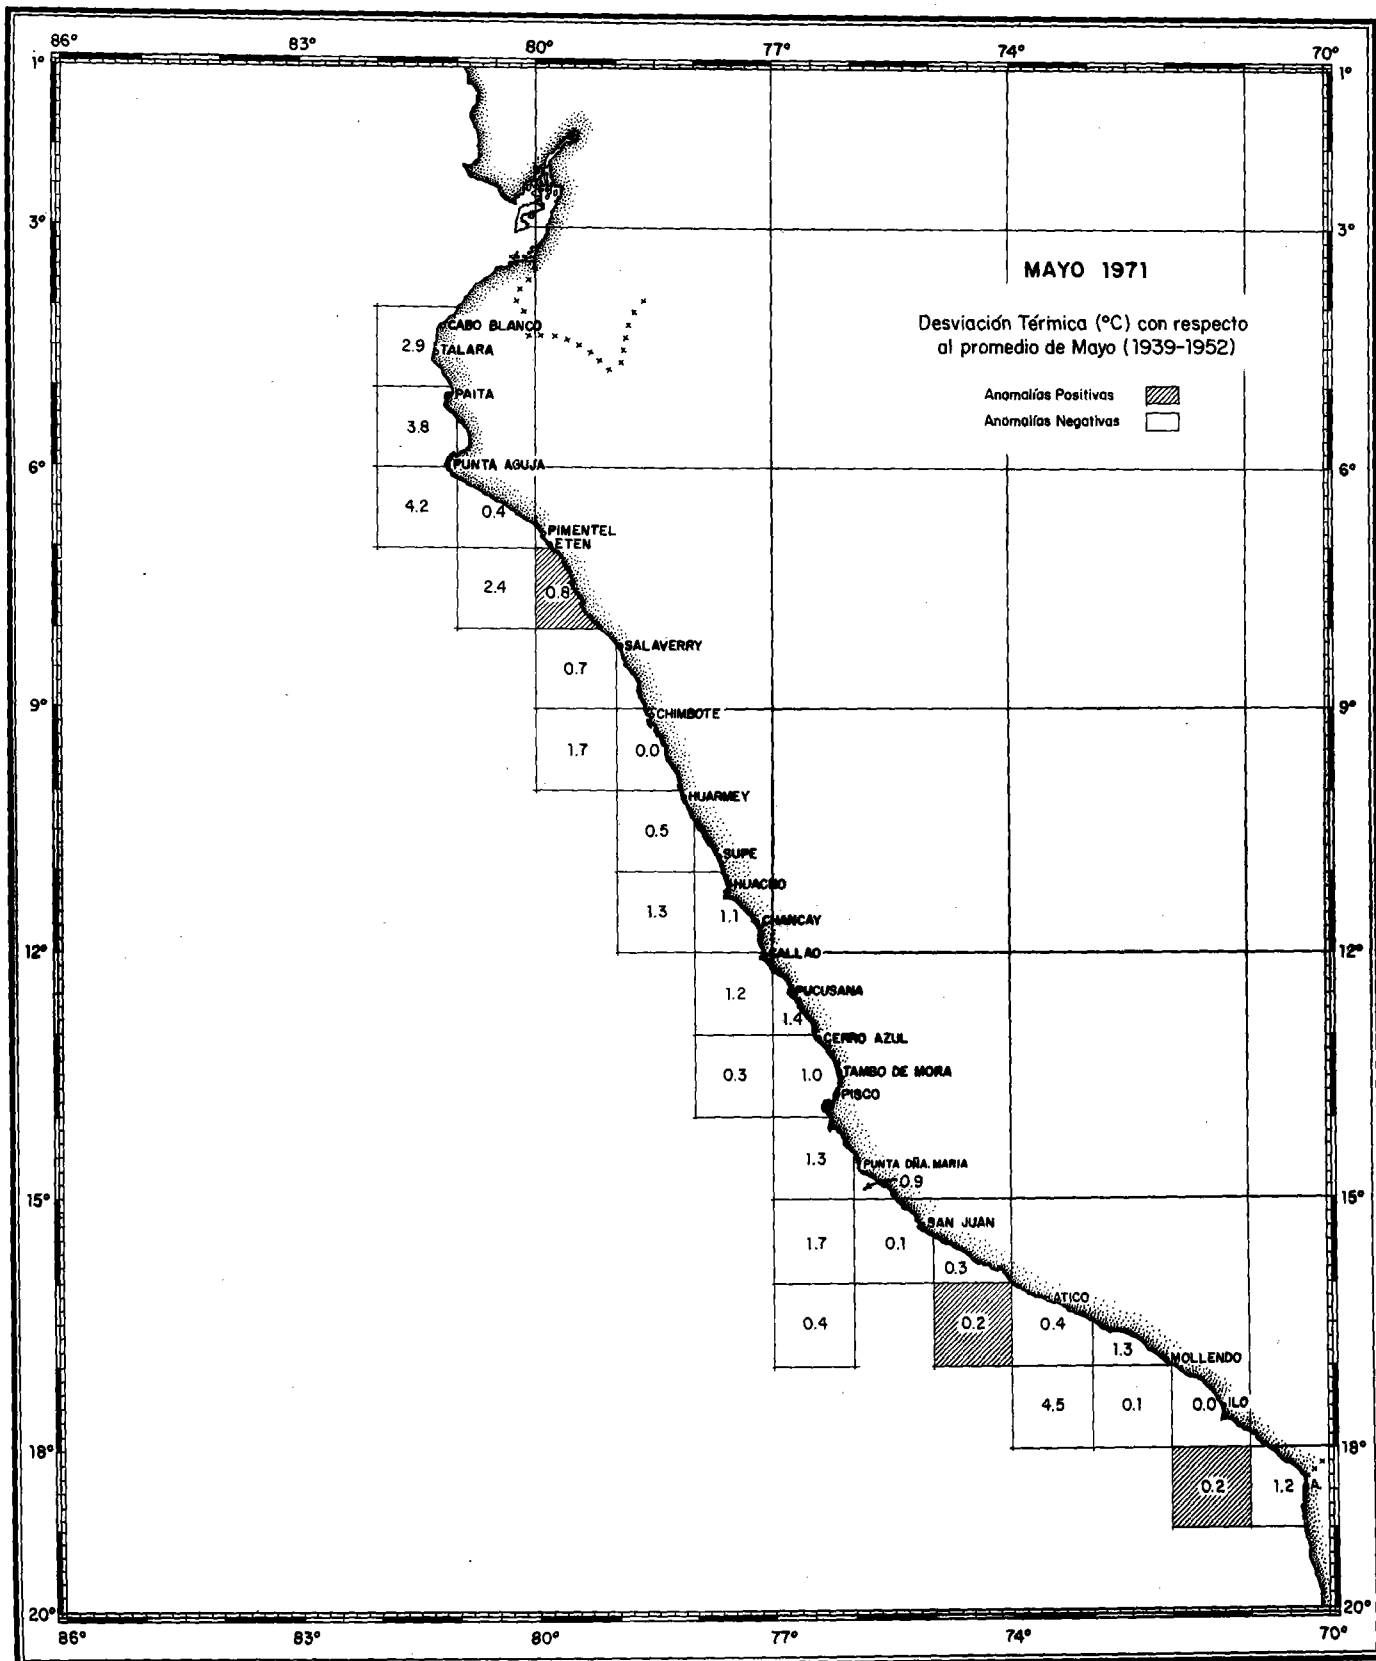 86° 83° 80° 77° 74° 70°
1° 1°
3° 3°
MAYO 1971
Desviación Térmica (°C) con respecto
al promedio de Mayo (1939-1952)
Anomalías Positivas
Anomalías Negativas
CABO BLANCO
2.9 TALARA
PAITA
3.8
6° PUNTA AGUJA 6°
4.2 0.4
PIMENTEL
ETEN
2.4 0.8
SALAVERRY
0.7
9° 9°
CHIMBOTE
1.7 0.0
HUARMEY
0.5
SUPE
HUACHO
1.3 1.1 CHANCAY
12° CALLAO 12°
1.2 PUCUSANA
1.4
CERRO AZUL
0.3 1.0 TAMBO DE MORA
PISCO
1.3 PUNTA DÑA. MARIA
0.9
15° 15°
SAN JUAN
1.7 0.1
0.3
ATICO
0.4 0.2 0.4
1.3 MOLLENDO
4.5 0.1 0.0 ILO
18° 18°
0.2 1.2 A.
20° 20°
86° 83° 80° 77° 74° 70°